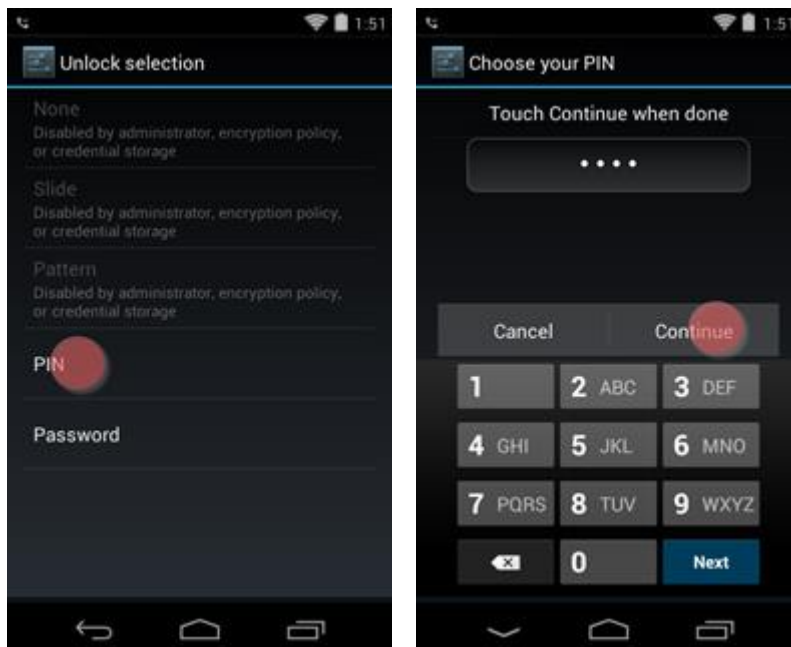 1:51
Unlock selection
None
Disabled by administrator, encryption policy,
or credential storage
Slide
Disabled by administrator, encryption policy,
or credential storage
Pattern
Disabled by administrator, encryption policy,
or credential storage
PIN
Password
1:51
Choose your PIN
Touch Continue when done
Cancel Continue
1 2 ABC 3 DEF
4 GHI 5 JKL 6 MNO
7 PQRS 8 TUV 9 WXYZ
0 Next